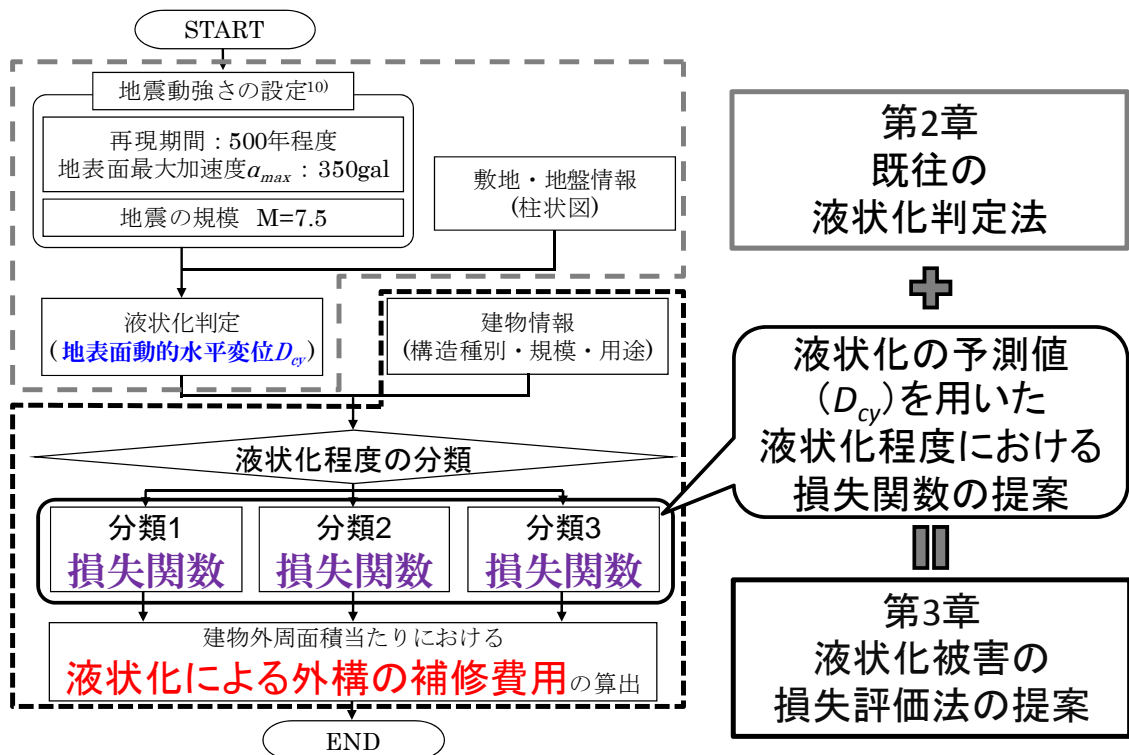 START
地震動強さの設定10)
再現期間：500年程度
地表面最大加速度αmax：350gal
地震の規模 M=7.5
敷地・地盤情報
(柱状図)
液状化判定
(地表面動的水平変位Dcy)
建物情報
(構造種別・規模・用途)
液状化程度の分類
分類1
損失関数
分類2
損失関数
分類3
損失関数
建物外周面積当たりにおける
液状化による外構の補修費用の算出
END
第2章
既往の
液状化判定法
液状化の予測値
（Dcy）を用いた
液状化程度における
損失関数の提案
第3章
液状化被害の
損失評価法の提案